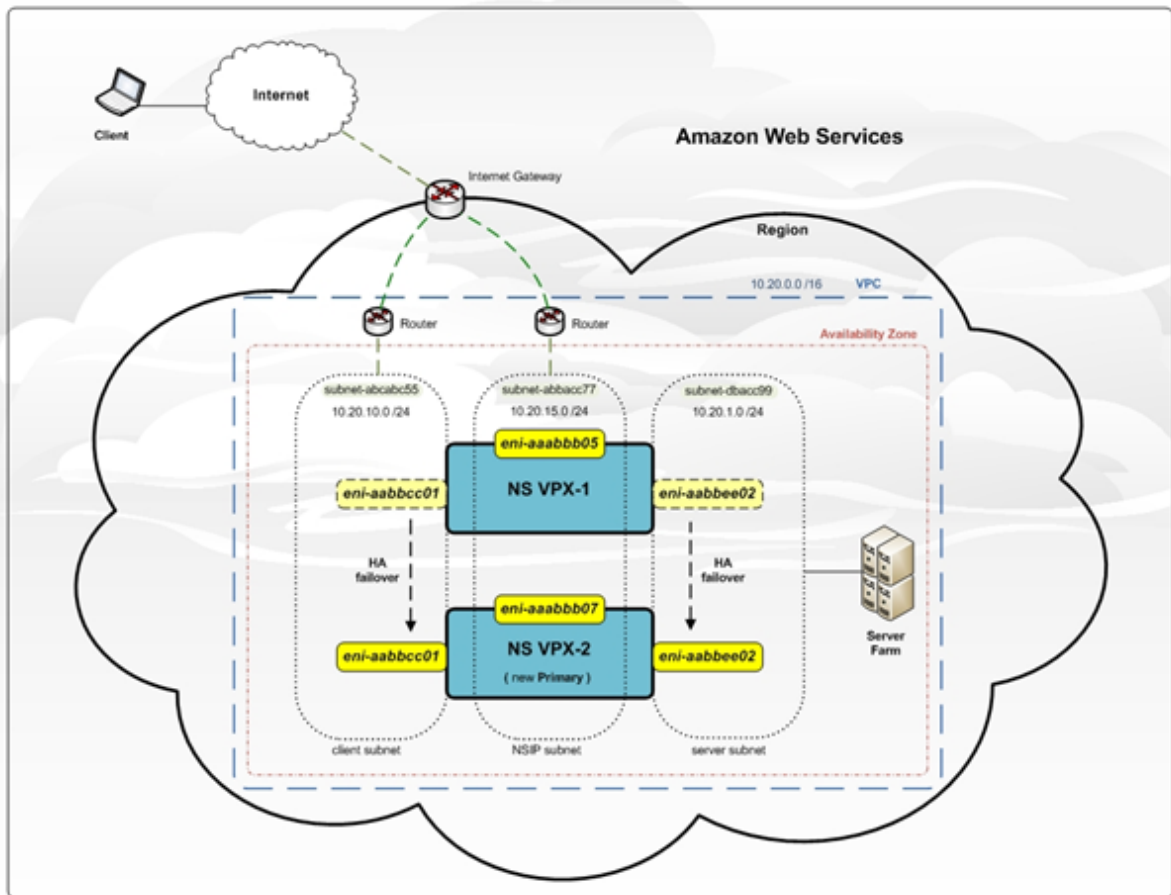 Internet
Client
Amazon Web Services
Internet Gateway
Region
10.20.0.0 /16 VPC
Router
Router
Availability Zone
subnet-abcabc55
subnet-abbacc77
subnet-dbacc99
10.20.10.0 /24
10.20.15.0 /24
10.20.1.0 /24
eni-aaabbb05
NS VPX-1
eni-aabbcc01
eni-aabbee02
HA
failover
HA
failover
eni-aaabbb07
NS VPX-2
( new Primary )
eni-aabbcc01
eni-aabbee02
Server
Farm
client subnet
NSIP subnet
server subnet